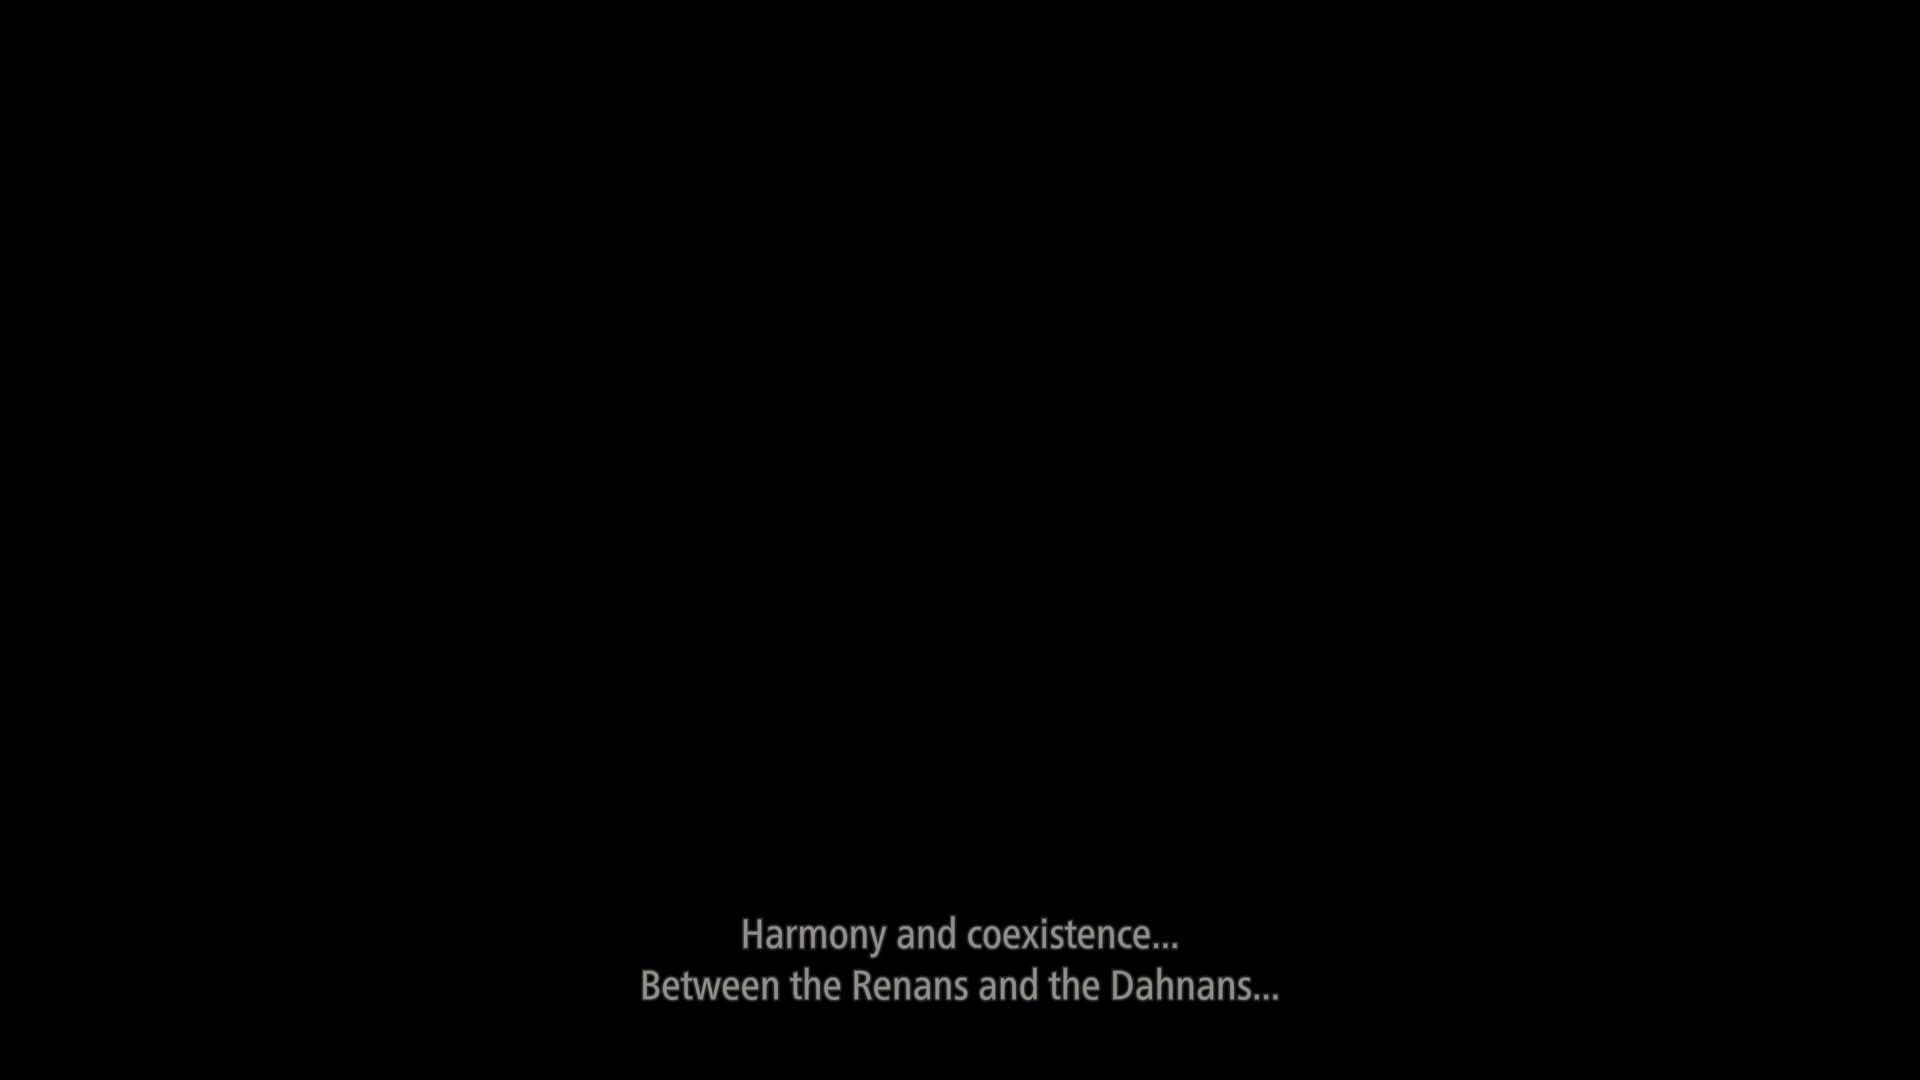 Harmony and coexistence...
Between the Renans and the Dahnans...